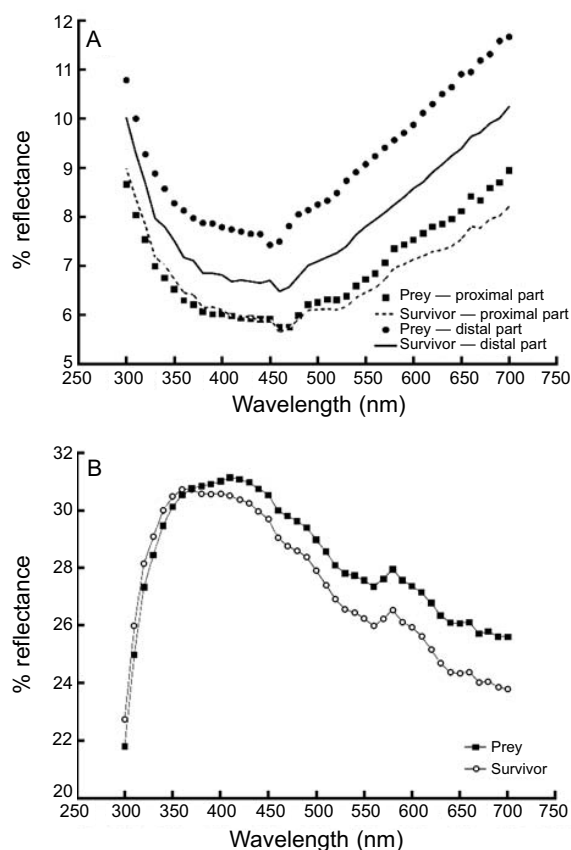 A
12
11
10
9
8
7
6
5
% reflectance
Prey — proximal part
Survivor — proximal part
Prey — distal part
Survivor — distal part
250 300 350 400 450 500 550 600 650 700 750
Wavelength (nm)
B
32
30
28
26
24
22
20
% reflectance
Prey
Survivor
250 300 350 400 450 500 550 600 650 700 750
Wavelength (nm)